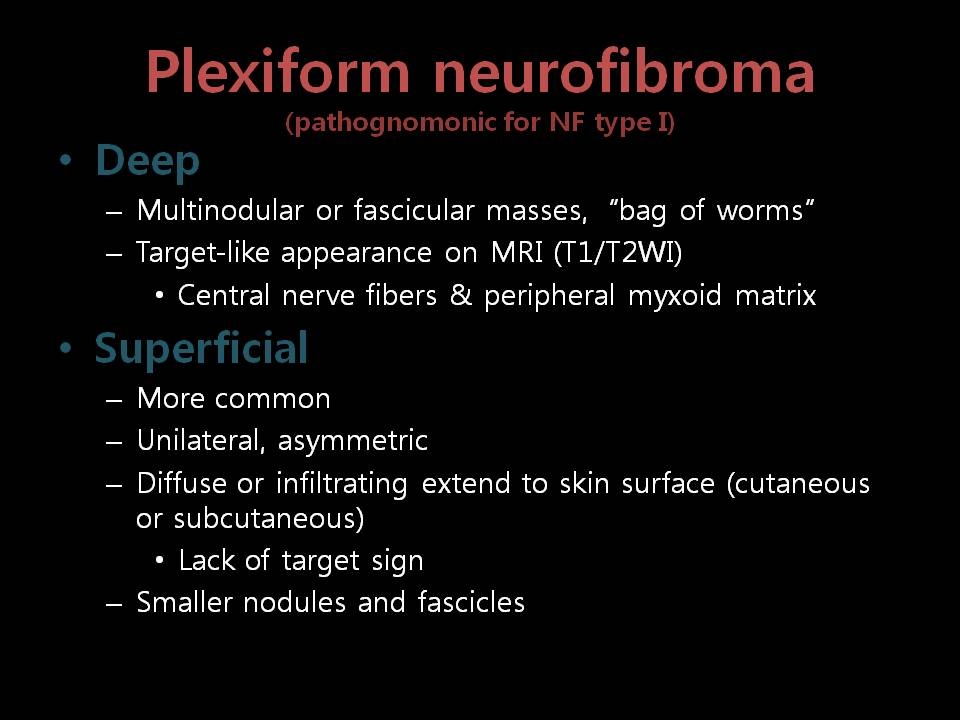 Plexiform neurofibroma
(pathognomonic for NF type I)
• Deep
– Multinodular or fascicular masses, "bag of worms"
– Target-like appearance on MRI (T1/T2WI)
• Central nerve fibers & peripheral myxoid matrix
• Superficial
– More common
– Unilateral, asymmetric
– Diffuse or infiltrating extend to skin surface (cutaneous
or subcutaneous)
• Lack of target sign
– Smaller nodules and fascicles